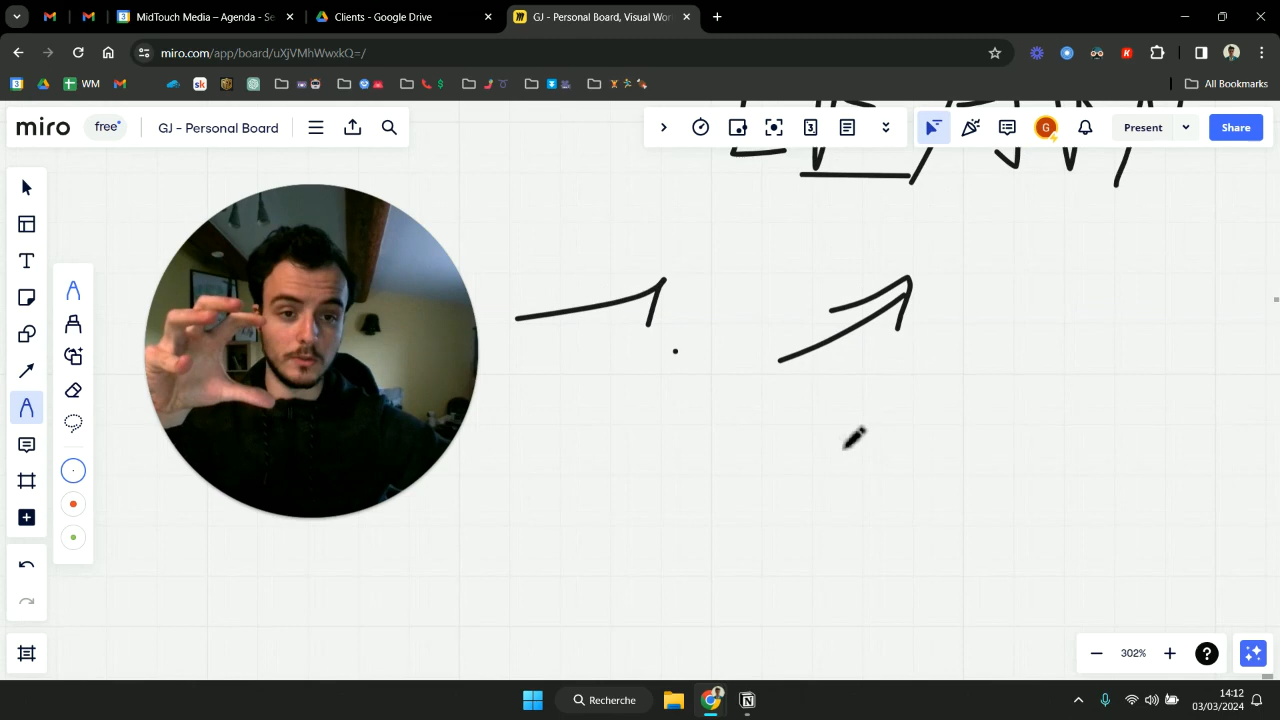 MidTouch Media – Agenda - Se
Clients - Google Drive
GJ - Personal Board, Visual Wor
miro.com/app/board/uXjVMhWwxkQ=/
WM
All Bookmarks
miro
free
GJ - Personal Board
3
G
Present
Share
302%
Recherche
14:12
03/03/2024